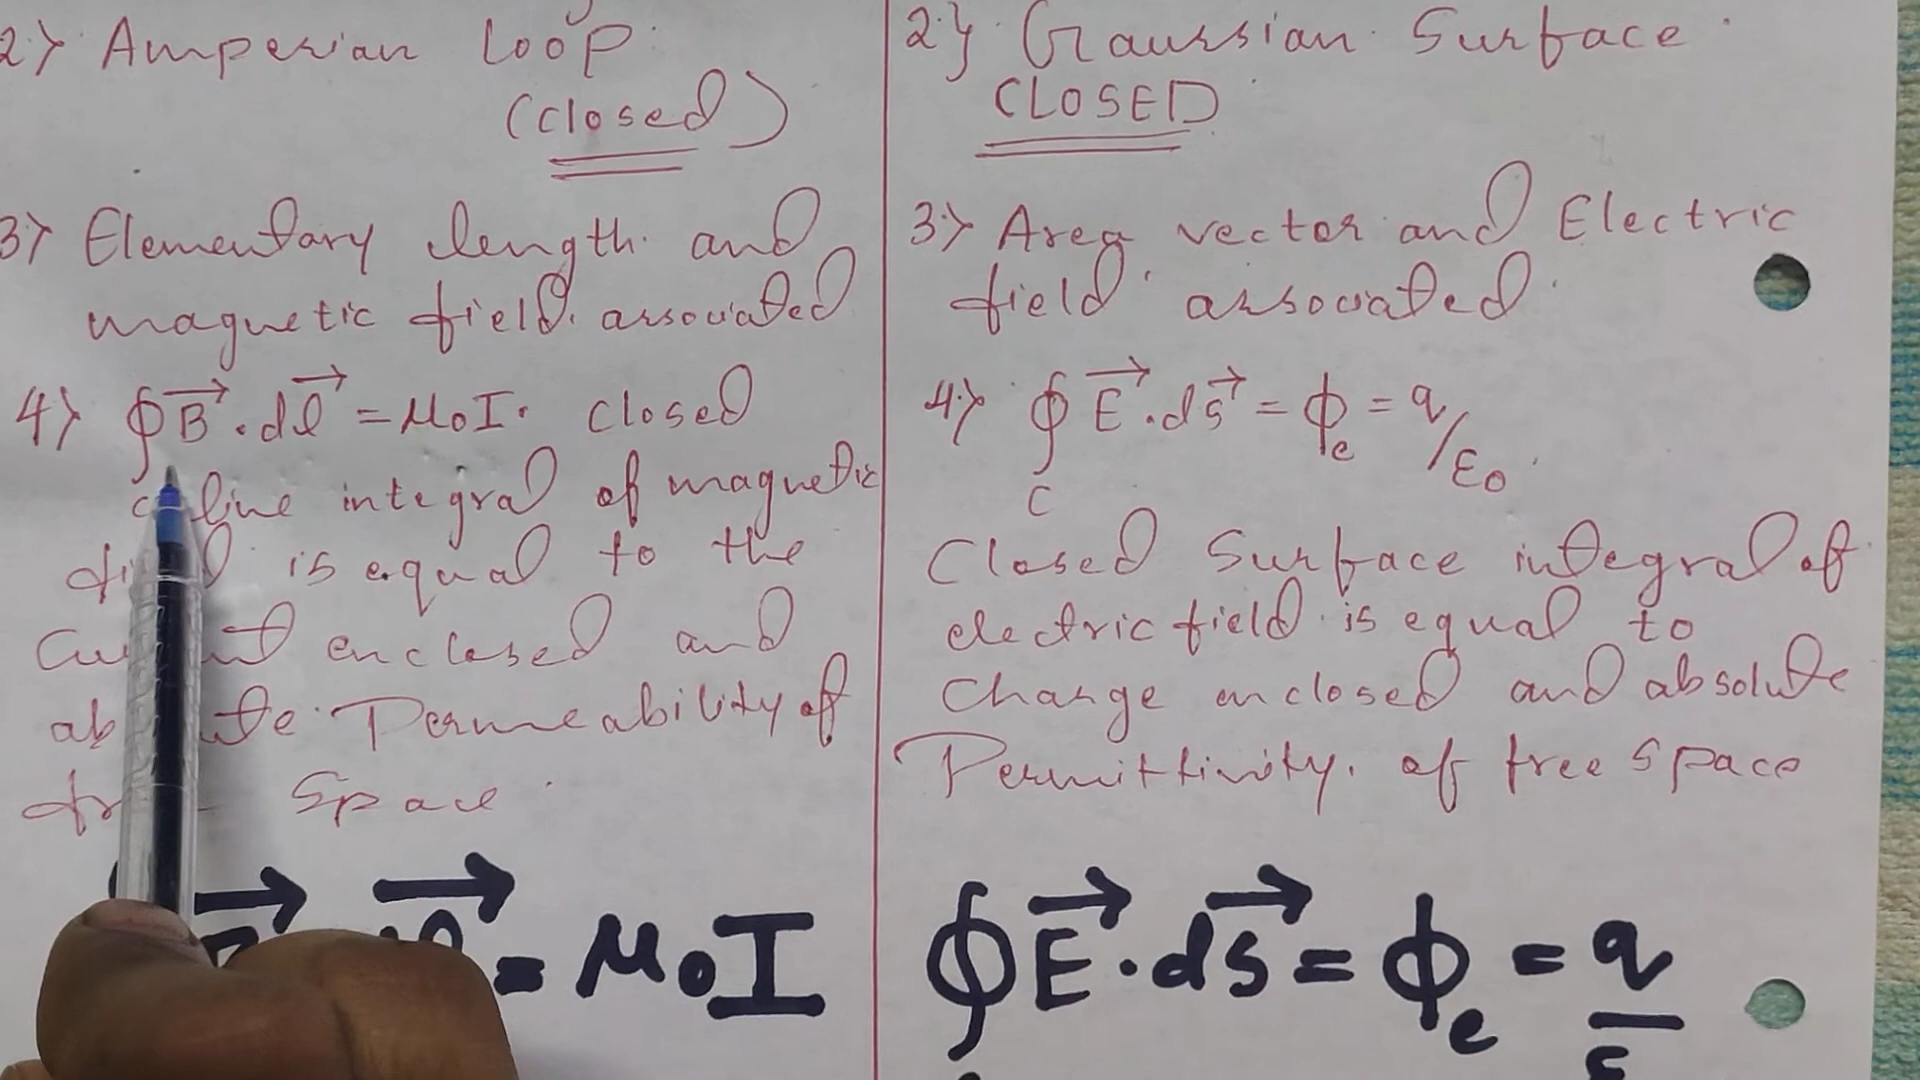 2) Amperian loop.
(closed)
3) Elementary length and
magnetic field associated
4) ∮B⃗.dl⃗ = μ₀I. Closed
c line integral of magnetic
is equal to the
enclosed and
Permeability of
Space.
= μ₀I
2) Gaussian Surface.
CLOSED
3) Area vector and Electric
field associated.
4) ∮E⃗.ds⃗ = ϕe = q/ε₀
C
Closed Surface integral of
electric field is equal to
Charge enclosed and absolute
Permittivity. of free space
∮E⃗.ds⃗ = ϕe = q